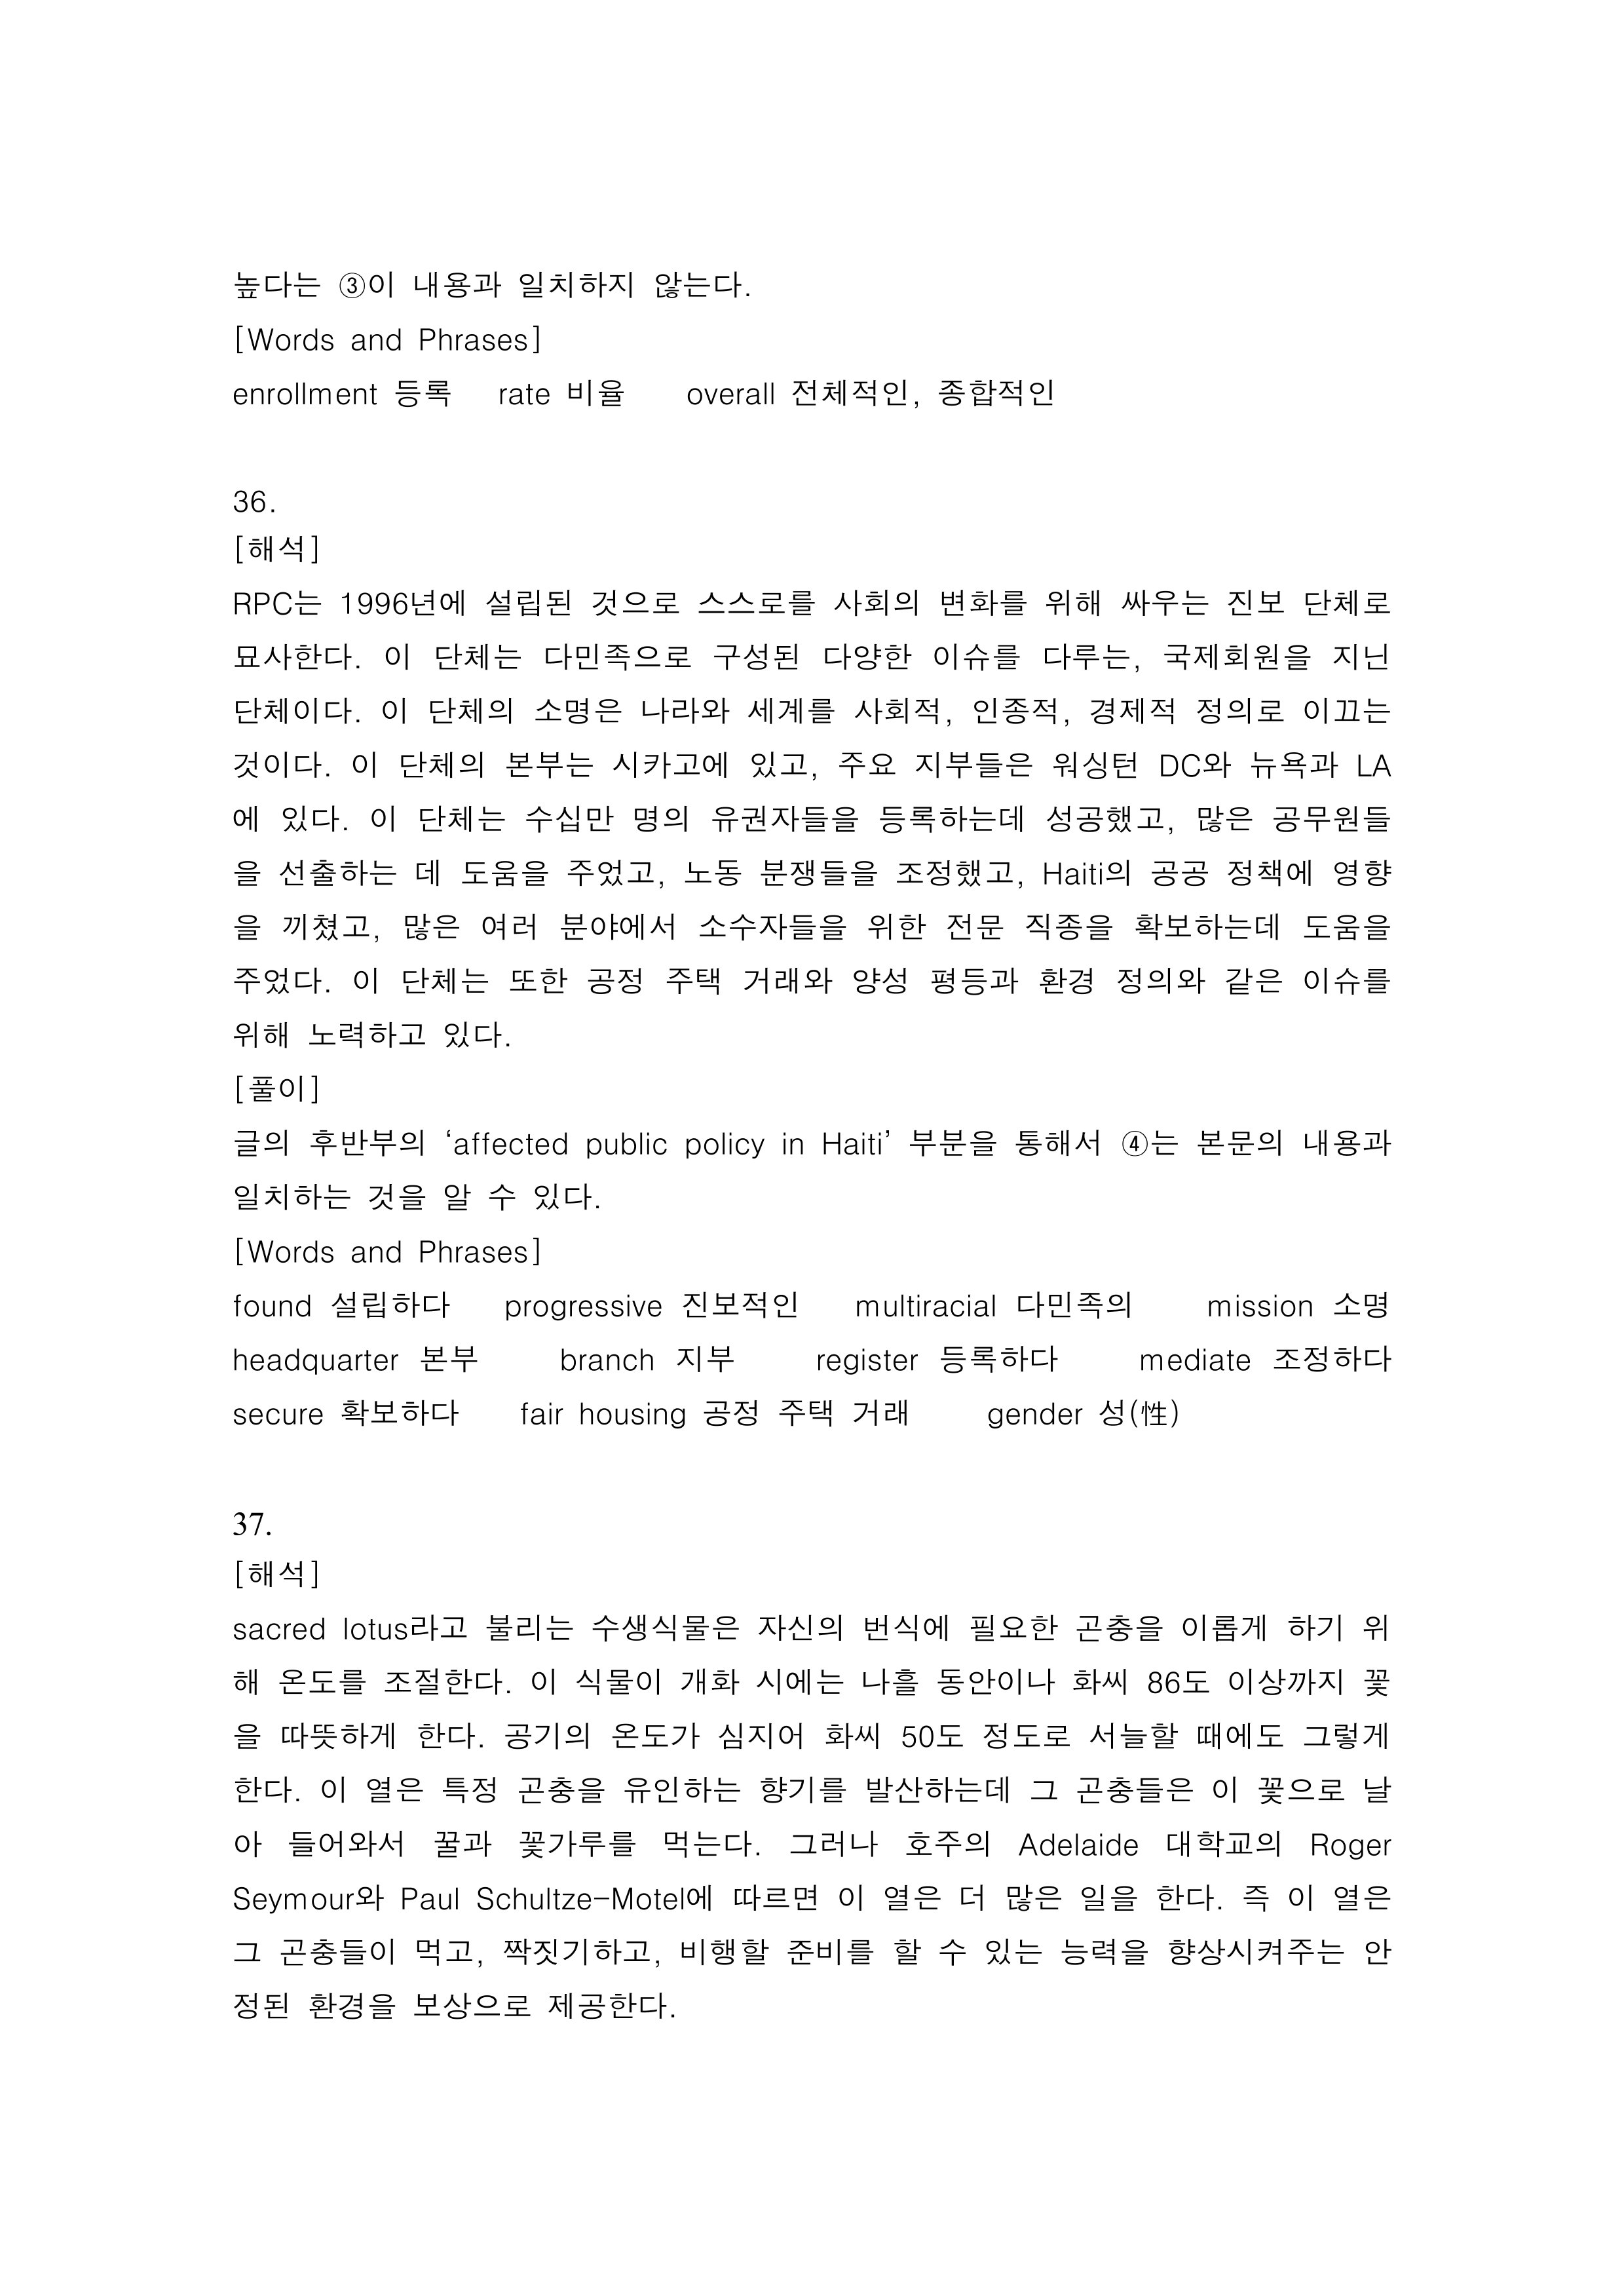 높다는 ③이 내용과 일치하지 않는다.
[Words and Phrases]
enrollment 등록 rate 비율 overall 전체적인, 종합적인
36.
[해석]
RPC는 1996년에 설립된 것으로 스스로를 사회의 변화를 위해 싸우는 진보 단체로
묘사한다. 이 단체는 다민족으로 구성된 다양한 이슈를 다루는, 국제회원을 지닌
단체이다. 이 단체의 소명은 나라와 세계를 사회적, 인종적, 경제적 정의로 이끄는
것이다. 이 단체의 본부는 시카고에 있고, 주요 지부들은 워싱턴 DC와 뉴욕과 LA
에 있다. 이 단체는 수십만 명의 유권자들을 등록하는데 성공했고, 많은 공무원들
을 선출하는 데 도움을 주었고, 노동 분쟁들을 조정했고, Haiti의 공공 정책에 영향
을 끼쳤고, 많은 여러 분야에서 소수자들을 위한 전문 직종을 확보하는데 도움을
주었다. 이 단체는 또한 공정 주택 거래와 양성 평등과 환경 정의와 같은 이슈를
위해 노력하고 있다.
[풀이]
글의 후반부의 ‘affected public policy in Haiti’ 부분을 통해서 ④는 본문의 내용과
일치하는 것을 알 수 있다.
[Words and Phrases]
found 설립하다 progressive 진보적인 multiracial 다민족의 mission 소명
headquarter 본부 branch 지부 register 등록하다 mediate 조정하다
secure 확보하다 fair housing 공정 주택 거래 gender 성(性)
37.
[해석]
sacred lotus라고 불리는 수생식물은 자신의 번식에 필요한 곤충을 이롭게 하기 위
해 온도를 조절한다. 이 식물이 개화 시에는 나흘 동안이나 화씨 86도 이상까지 꽃
을 따뜻하게 한다. 공기의 온도가 심지어 화씨 50도 정도로 서늘할 때에도 그렇게
한다. 이 열은 특정 곤충을 유인하는 향기를 발산하는데 그 곤충들은 이 꽃으로 날
아 들어와서 꿀과 꽃가루를 먹는다. 그러나 호주의 Adelaide 대학교의 Roger
Seymour와 Paul Schultze-Motel에 따르면 이 열은 더 많은 일을 한다. 즉 이 열은
그 곤충들이 먹고, 짝짓기하고, 비행할 준비를 할 수 있는 능력을 향상시켜주는 안
정된 환경을 보상으로 제공한다.